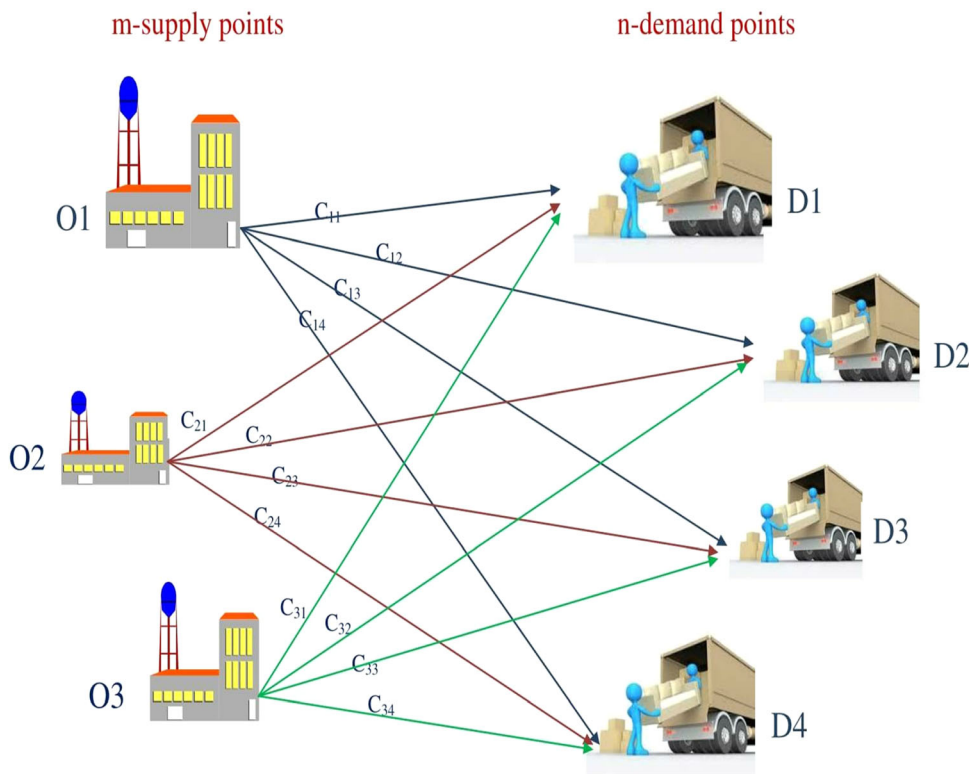 m-supply points
n-demand points
O1
D1
C₁₁
C₁₂
C₁₃
C₁₄
D2
O2
C₂₁
C₂₂
C₂₃
C₂₄
D3
O3
C₃₁
C₃₂
C₃₃
C₃₄
D4